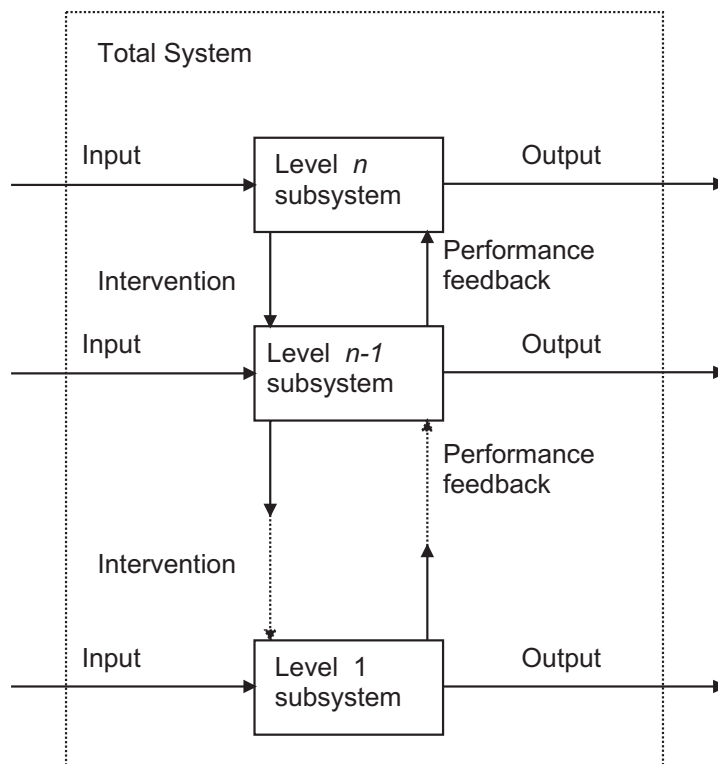 Total System
Input
Level n
subsystem
Output
Intervention
Performance
feedback
Input
Level n-1
subsystem
Output
Performance
feedback
Intervention
Input
Level 1
subsystem
Output